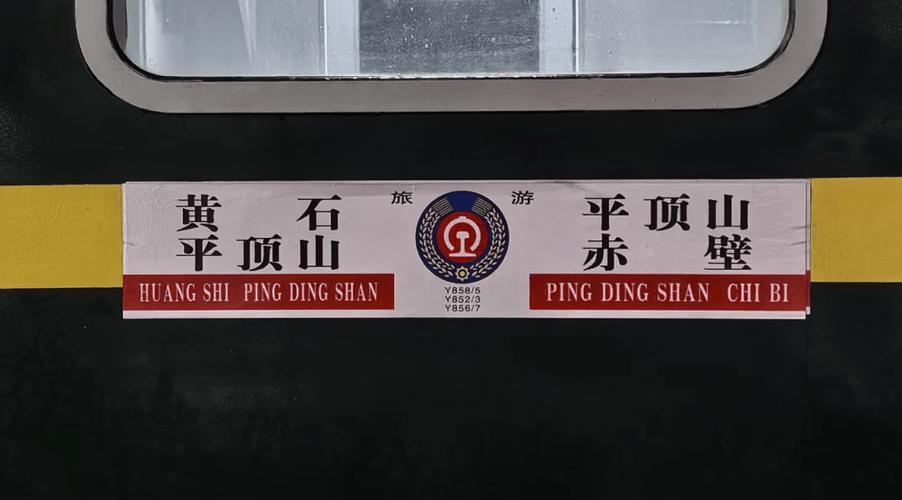 黄石
平顶山
HUANG SHI PING DING SHAN
旅游
Y858/5
Y852/3
Y856/7
平顶山
赤壁
PING DING SHAN CHI BI